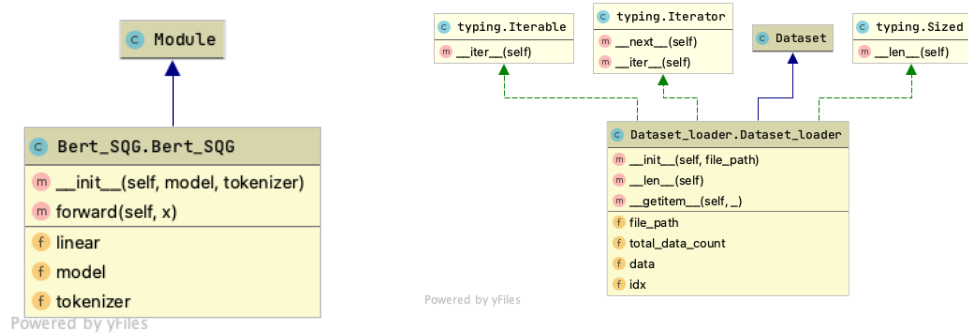 Module
Bert_SQG.Bert_SQG
__init__(self, model, tokenizer)
forward(self, x)
linear
model
tokenizer
Powered by yFiles
typing.Iterable
__iter__(self)
typing.Iterator
__next__(self)
__iter__(self)
Dataset
typing.Sized
__len__(self)
Dataset_loader.Dataset_loader
__init__(self, file_path)
__len__(self)
__getitem__(self, _)
file_path
total_data_count
data
idx
Powered by yFiles